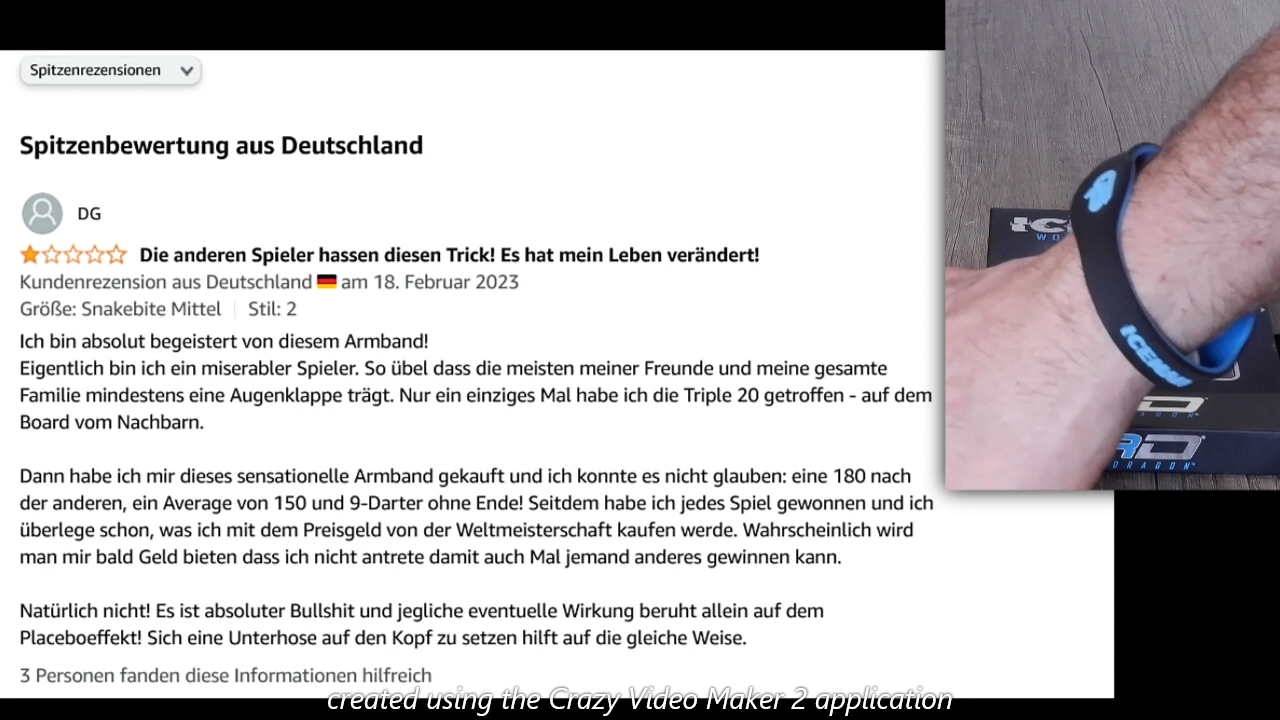 Spitzenrezensionen
Spitzenbewertung aus Deutschland
DG
Die anderen Spieler hassen diesen Trick! Es hat mein Leben verändert!
Kundenrezension aus Deutschland am 18. Februar 2023
Größe: Snakebite Mittel | Stil: 2
Ich bin absolut begeistert von diesem Armband!
Eigentlich bin ich ein miserabler Spieler. So übel dass die meisten meiner Freunde und meine gesamte
Familie mindestens eine Augenklappe trägt. Nur ein einziges Mal habe ich die Triple 20 getroffen - auf dem
Board vom Nachbarn.
Dann habe ich mir dieses sensationelle Armband gekauft und ich konnte es nicht glauben: eine 180 nach
der anderen, ein Average von 150 und 9-Darter ohne Ende! Seitdem habe ich jedes Spiel gewonnen und ich
überlege schon, was ich mit dem Preisgeld von der Weltmeisterschaft kaufen werde. Wahrscheinlich wird
man mir bald Geld bieten dass ich nicht antrete damit auch Mal jemand anderes gewinnen kann.
Natürlich nicht! Es ist absoluter Bullshit und jegliche eventuelle Wirkung beruht allein auf dem
Placeboeffekt! Sich eine Unterhose auf den Kopf zu setzen hilft auf die gleiche Weise.
3 Personen fanden diese Informationen hilfreich
created using the Crazy Video Maker 2 application
DRAGON